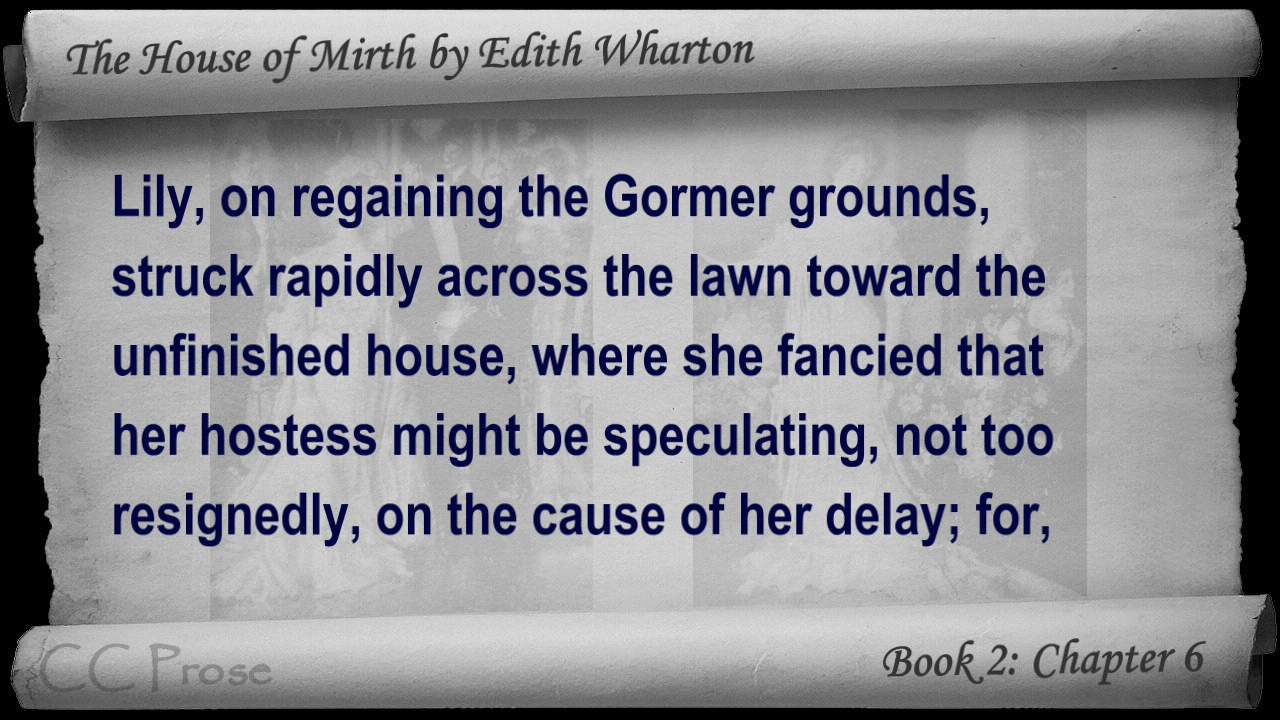 The House of Mirth by Edith Wharton
Lily, on regaining the Gormer grounds,
struck rapidly across the lawn toward the
unfinished house, where she fancied that
her hostess might be speculating, not too
resignedly, on the cause of her delay; for,
CC Prose
Book 2: Chapter 6